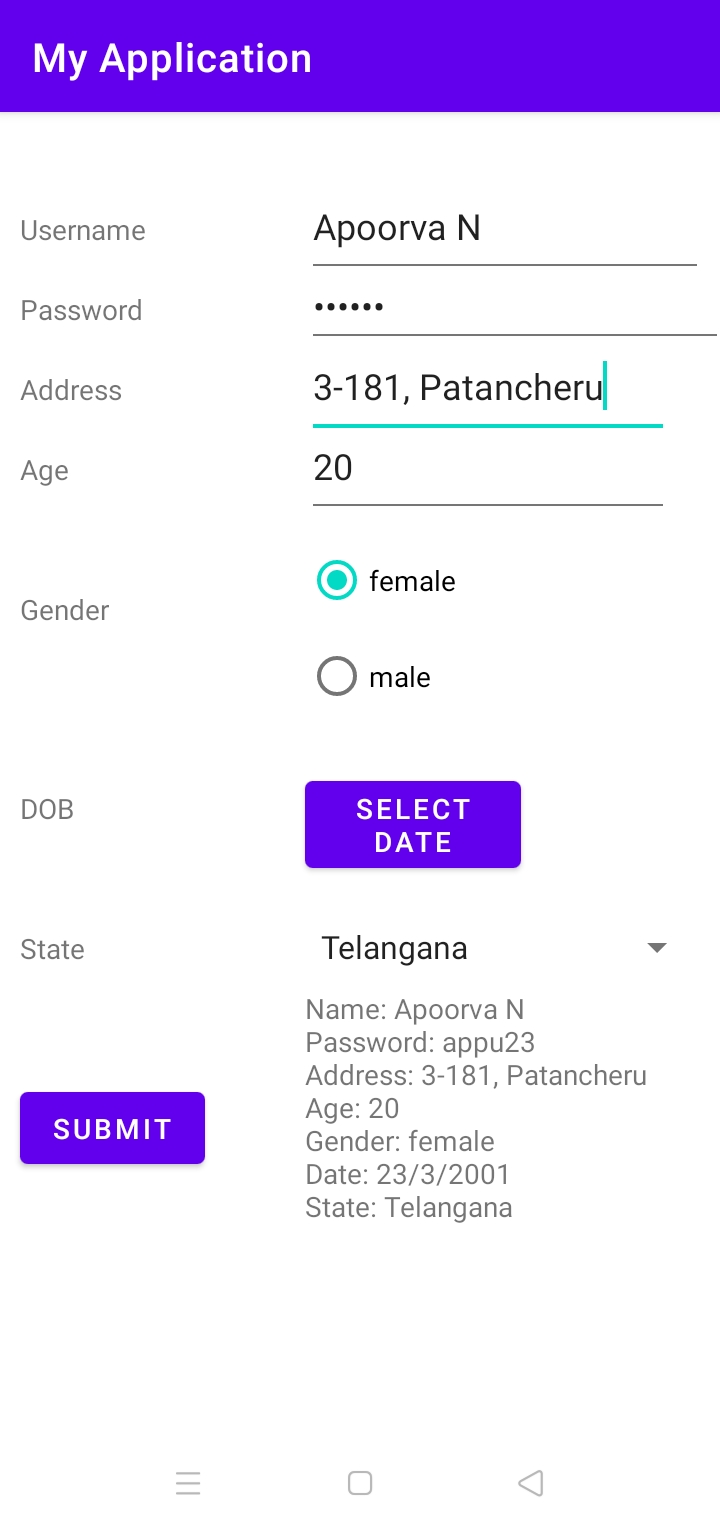 My Application
Username
Apoorva N
Password
••••••
Address
3-181, Patancheru
Age
20
Gender
female
male
DOB
SELECT
DATE
State
Telangana
Name: Apoorva N
Password: appu23
Address: 3-181, Patancheru
Age: 20
Gender: female
Date: 23/3/2001
State: Telangana
SUBMIT